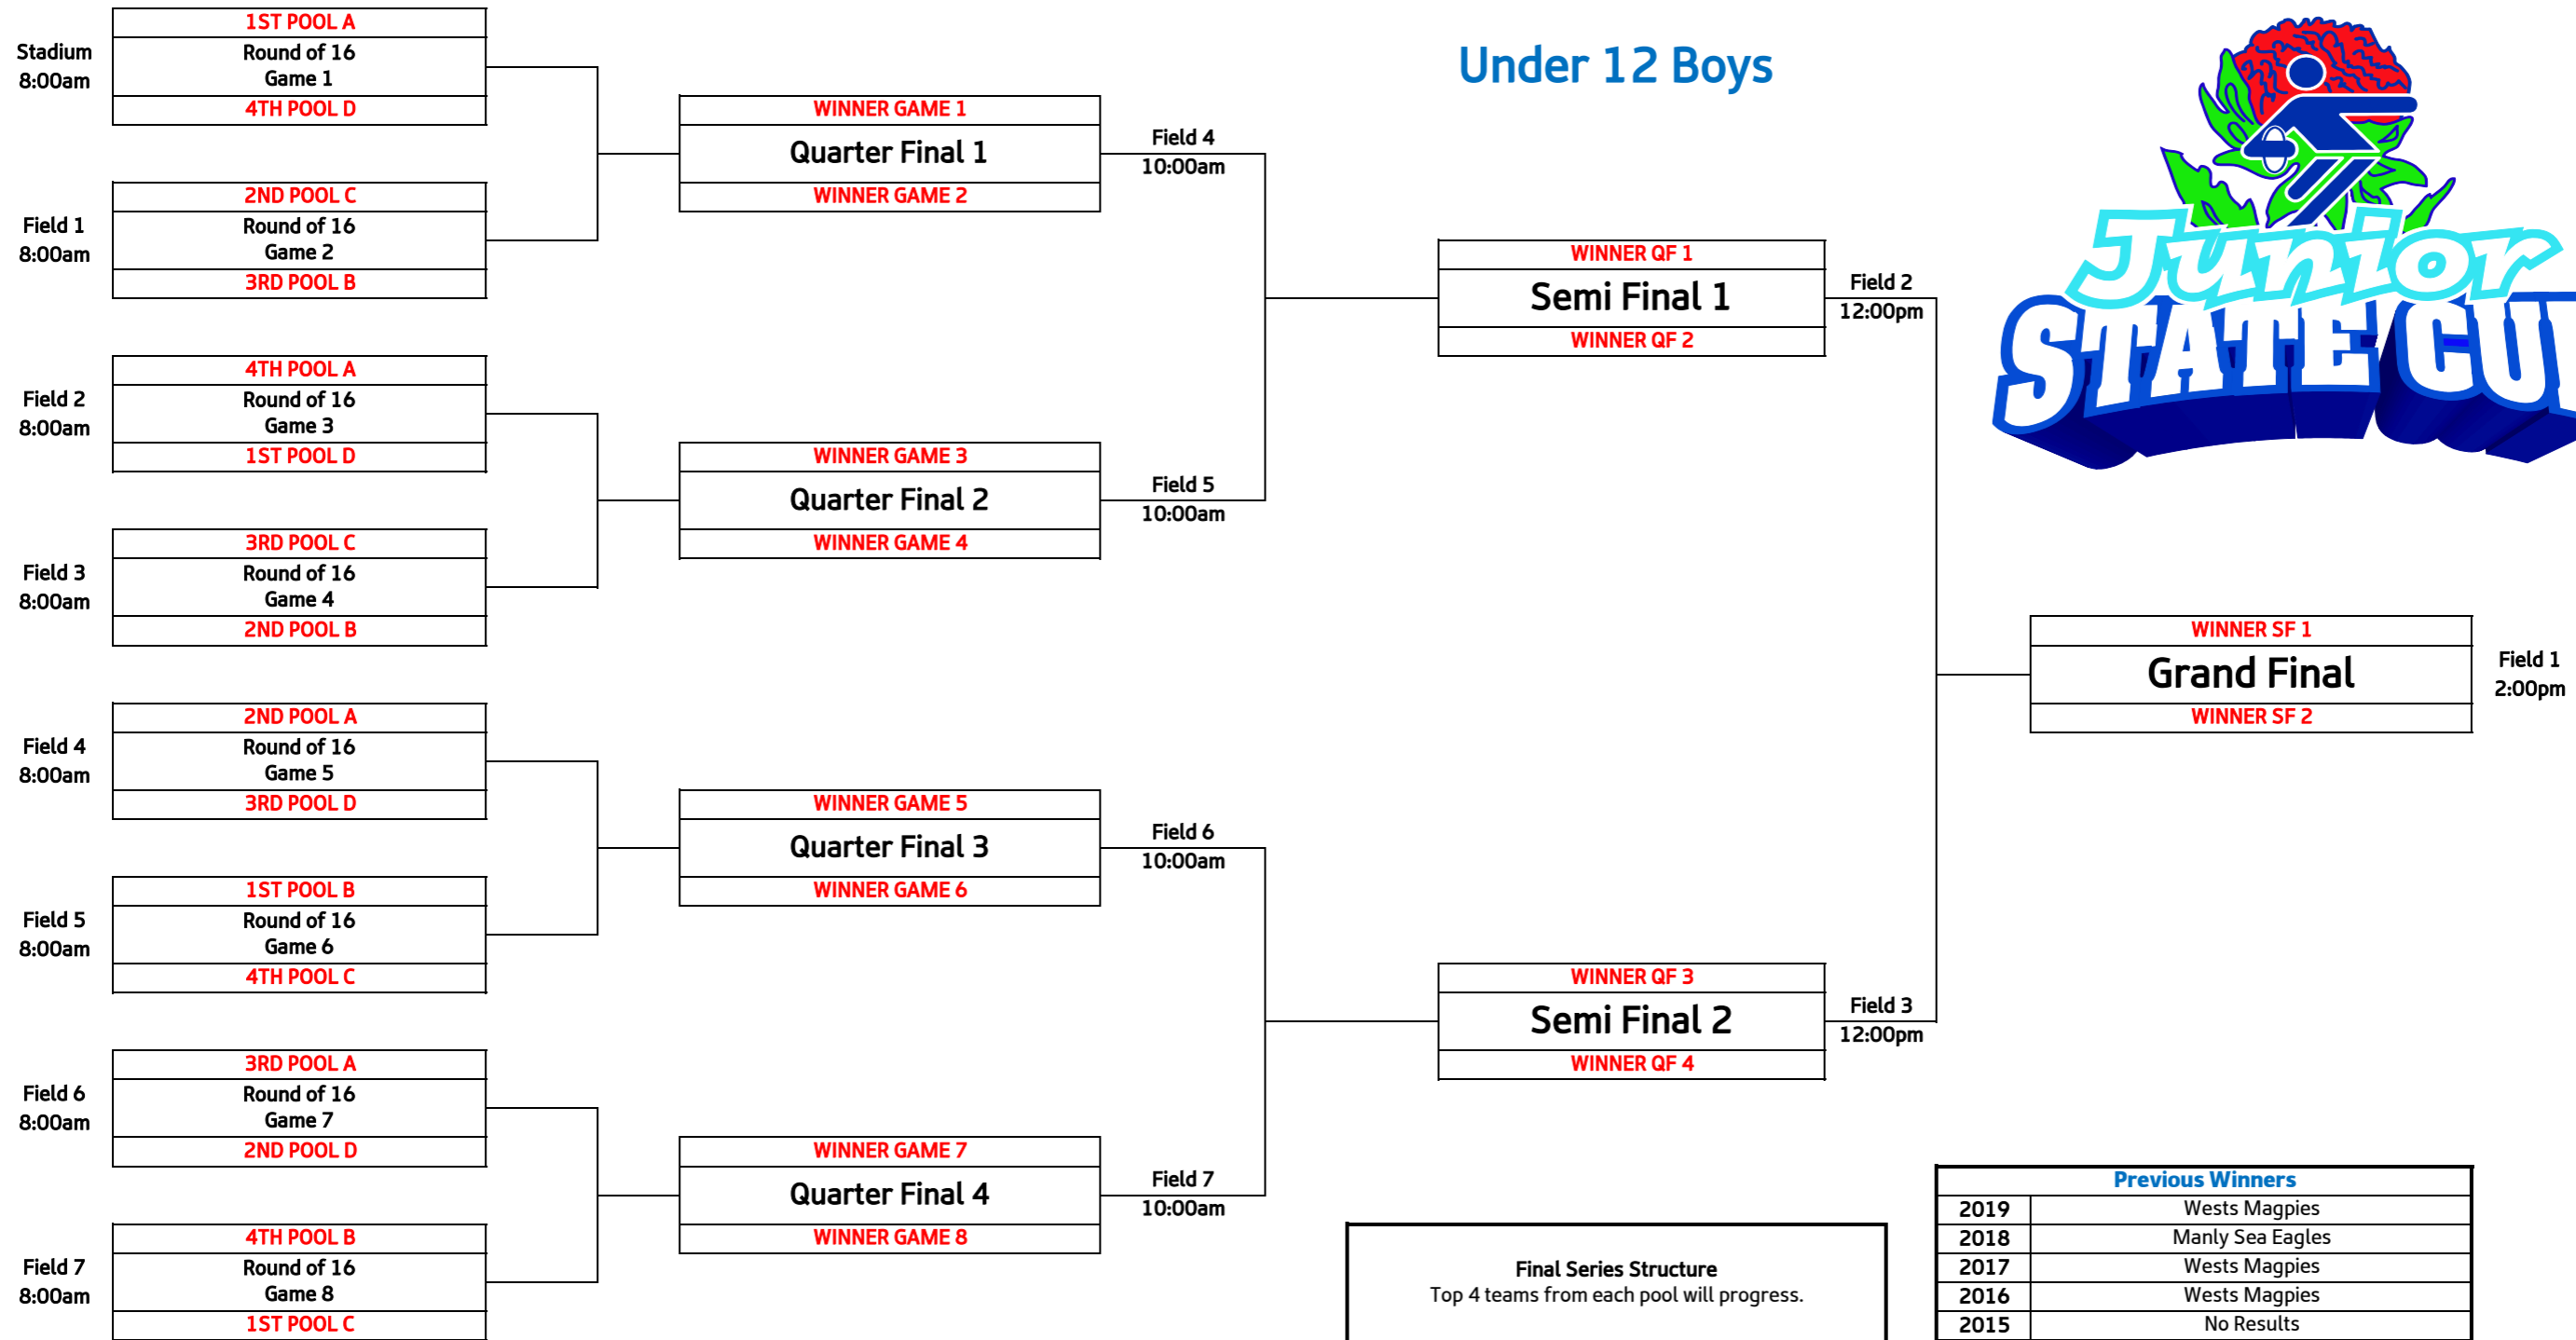 Under 12 Boys
Junior
STATE CU
Stadium
8:00am
1ST POOL A
Round of 16
Game 1
4TH POOL D
Field 1
8:00am
2ND POOL C
Round of 16
Game 2
3RD POOL B
Field 2
8:00am
4TH POOL A
Round of 16
Game 3
1ST POOL D
Field 3
8:00am
3RD POOL C
Round of 16
Game 4
2ND POOL B
Field 4
8:00am
2ND POOL A
Round of 16
Game 5
3RD POOL D
Field 5
8:00am
1ST POOL B
Round of 16
Game 6
4TH POOL C
Field 6
8:00am
3RD POOL A
Round of 16
Game 7
2ND POOL D
Field 7
8:00am
4TH POOL B
Round of 16
Game 8
1ST POOL C
WINNER GAME 1
Quarter Final 1
WINNER GAME 2
Field 4
10:00am
WINNER GAME 3
Quarter Final 2
WINNER GAME 4
Field 5
10:00am
WINNER GAME 5
Quarter Final 3
WINNER GAME 6
Field 6
10:00am
WINNER GAME 7
Quarter Final 4
WINNER GAME 8
Field 7
10:00am
WINNER QF 1
Semi Final 1
WINNER QF 2
Field 2
12:00pm
WINNER QF 3
Semi Final 2
WINNER QF 4
Field 3
12:00pm
WINNER SF 1
Grand Final
WINNER SF 2
Field 1
2:00pm
Final Series Structure
Top 4 teams from each pool will progress.
Previous Winners
2019 Wests Magpies
2018 Manly Sea Eagles
2017 Wests Magpies
2016 Wests Magpies
2015 No Results